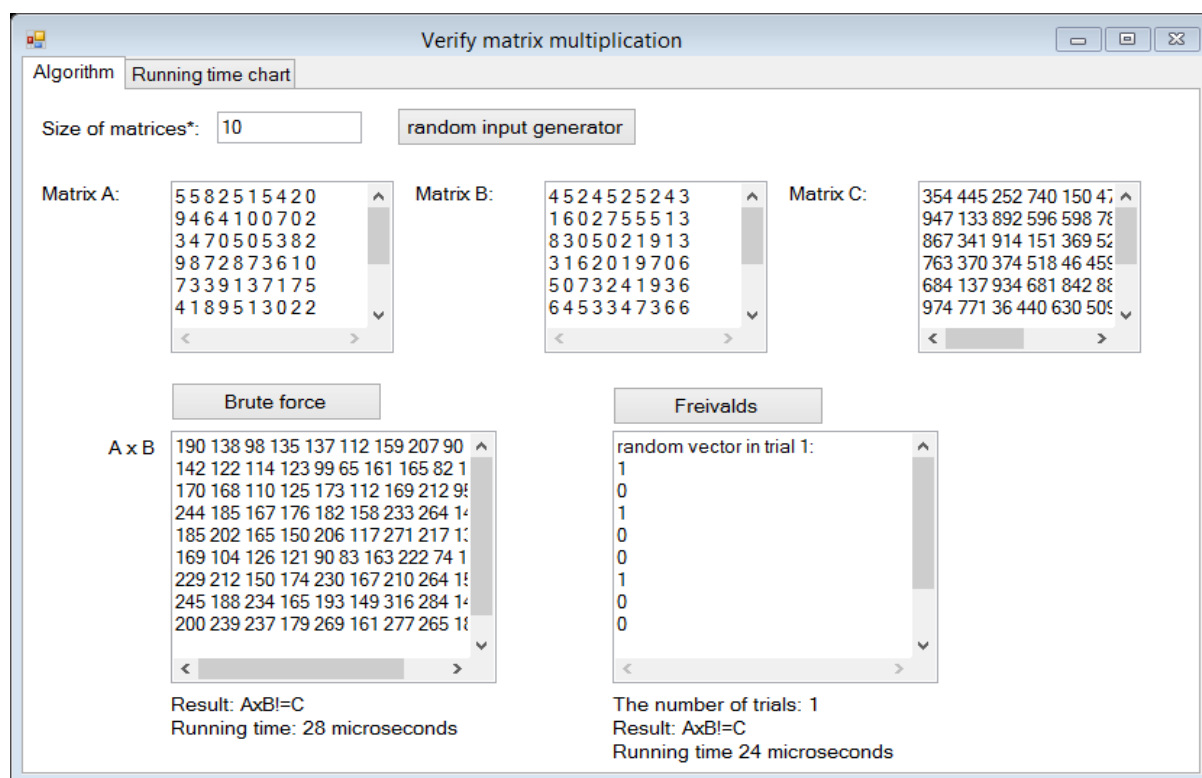 Verify matrix multiplication
Algorithm Running time chart
Size of matrices*: 10 random input generator
Matrix A:
5 5 8 2 5 1 5 4 2 0
9 4 6 4 1 0 0 7 0 2
3 4 7 0 5 0 5 3 8 2
9 8 7 2 8 7 3 6 1 0
7 3 3 9 1 3 7 1 7 5
4 1 8 9 5 1 3 0 2 2
Matrix B:
4 5 2 4 5 2 5 2 4 3
1 6 0 2 7 5 5 5 1 3
8 3 0 5 0 2 1 9 1 3
3 1 6 2 0 1 9 7 0 6
5 0 7 3 2 4 1 9 3 6
6 4 5 3 3 4 7 3 6 6
Matrix C:
354 445 252 740 150
947 133 892 596 598
867 341 914 151 369
763 370 374 518 46 459
684 137 934 681 842
974 771 36 440 630
Brute force
A x B
190 138 98 135 137 112 159 207 90
142 122 114 123 99 65 161 165 82
170 168 110 125 173 112 169 212
244 185 167 176 182 158 233 264
185 202 165 150 206 117 271 217
169 104 126 121 90 83 163 222 74
229 212 150 174 230 167 210 264
245 188 234 165 193 149 316 284
200 239 237 179 269 161 277 265
Result: AxB!=C
Running time: 28 microseconds
Freivalds
random vector in trial 1:
1
0
1
0
0
1
0
0
The number of trials: 1
Result: AxB!=C
Running time 24 microseconds